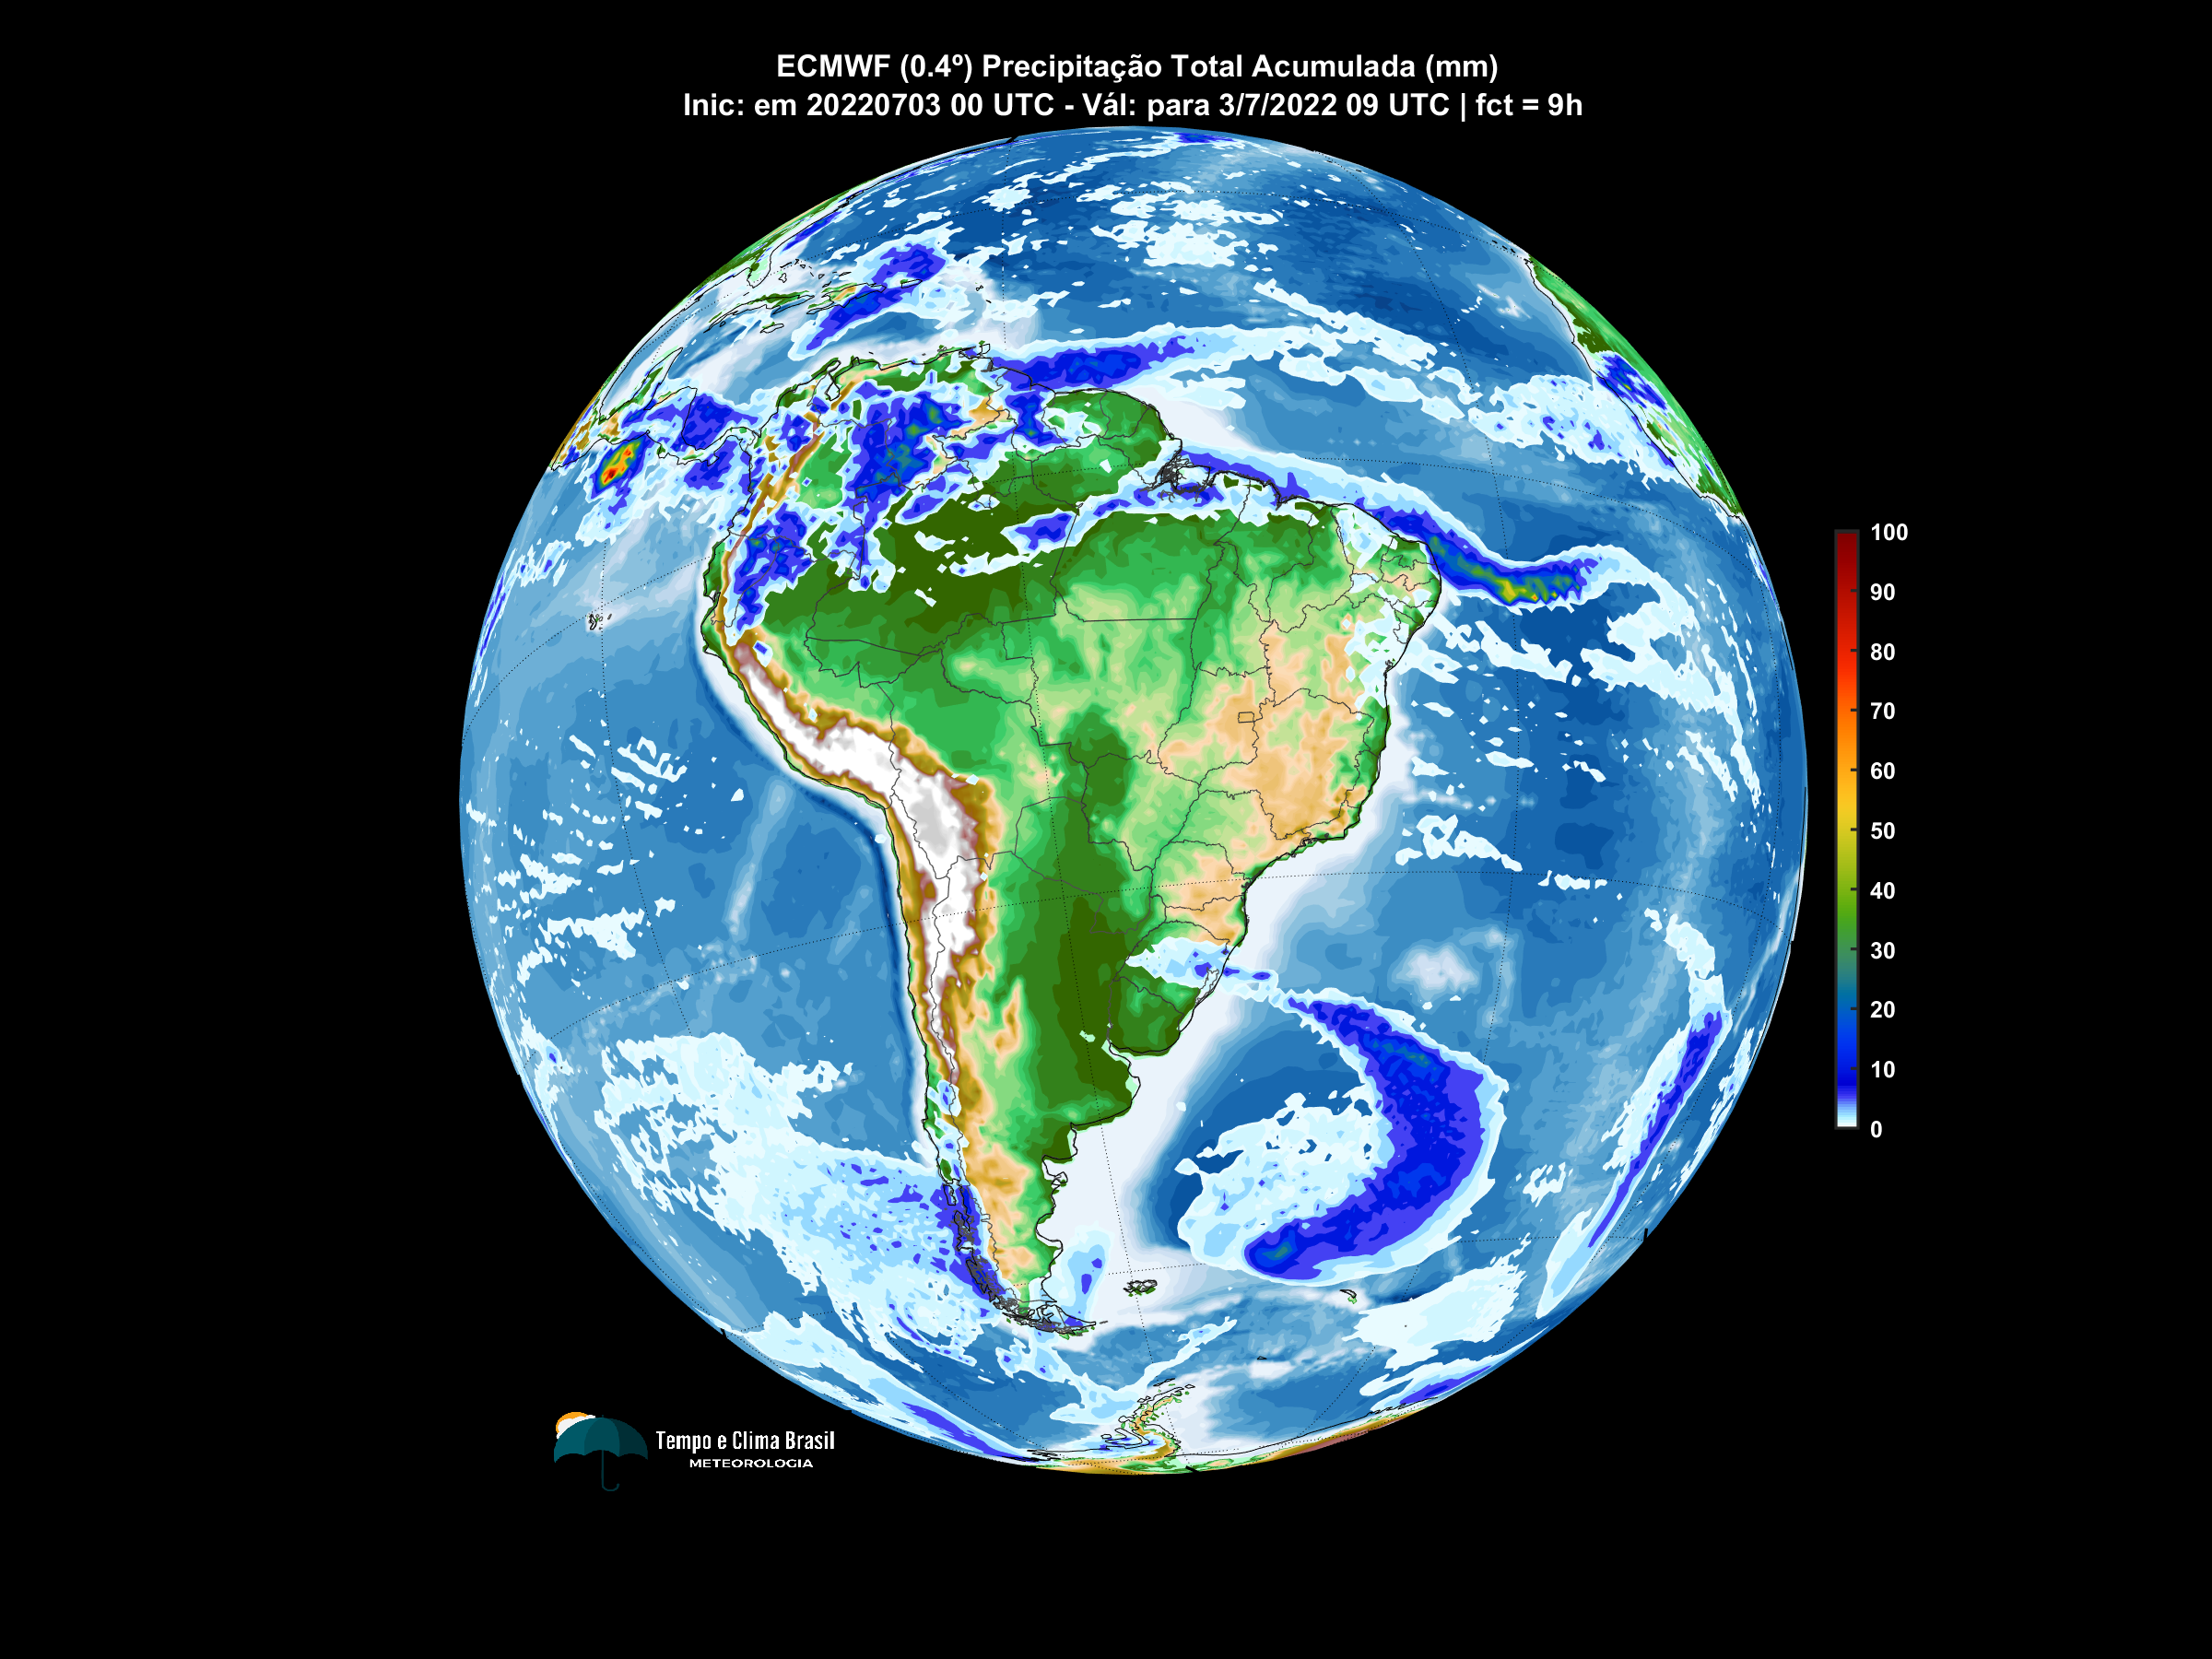 ECMWF (0.4º) Precipitação Total Acumulada (mm)
Inic: em 20220703 00 UTC - Vál: para 3/7/2022 09 UTC | fct = 9h
100
90
80
70
60
50
40
30
20
10
0
Tempo e Clima Brasil
METEOROLOGIA